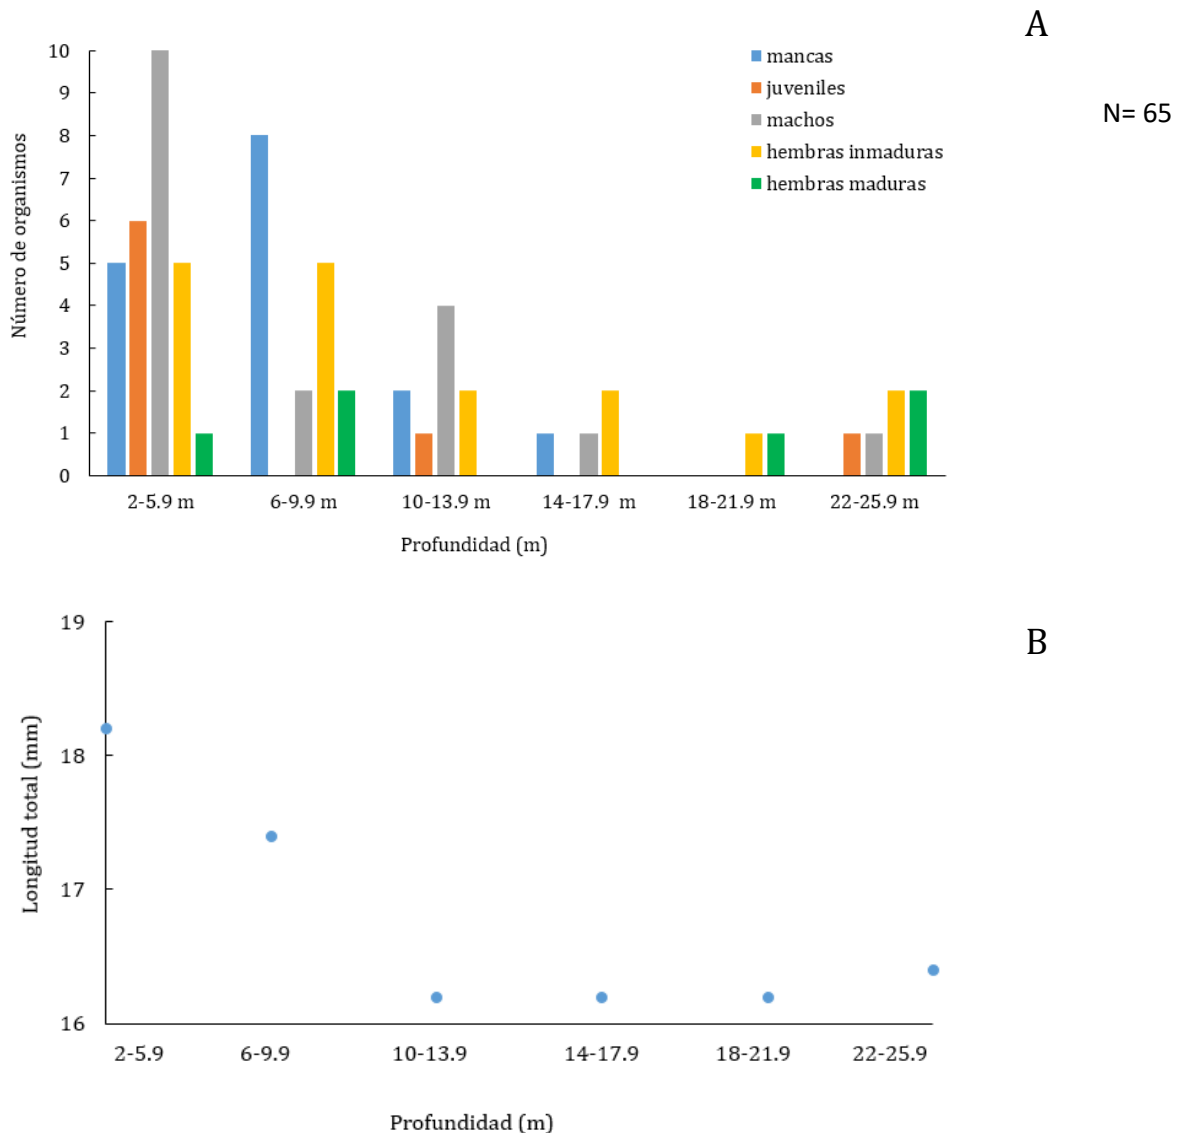 A
N= 65
mancas
juveniles
machos
hembras inmaduras
hembras maduras
Número de organismos
10
9
8
7
6
5
4
3
2
1
0
2-5.9 m 6-9.9 m 10-13.9 m 14-17.9 m 18-21.9 m 22-25.9 m
Profundidad (m)
B
Longitud total (mm)
19
18
17
16
2-5.9 6-9.9 10-13.9 14-17.9 18-21.9 22-25.9
Profundidad (m)